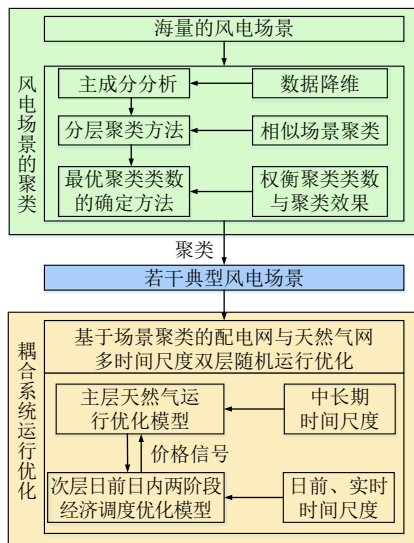 海量的风电场景
风电场景的聚类
主成分分析
数据降维
分层聚类方法
相似场景聚类
最优聚类类数
的确定方法
权衡聚类类数
与聚类效果
聚类
若干典型风电场景
耦合系统运行优化
基于场景聚类的配电网与天然气网
多时间尺度双层随机运行优化
主层天然气运
行优化模型
中长期
时间尺度
价格信号
次层日前日内两阶段
经济调度优化模型
日前、实时
时间尺度